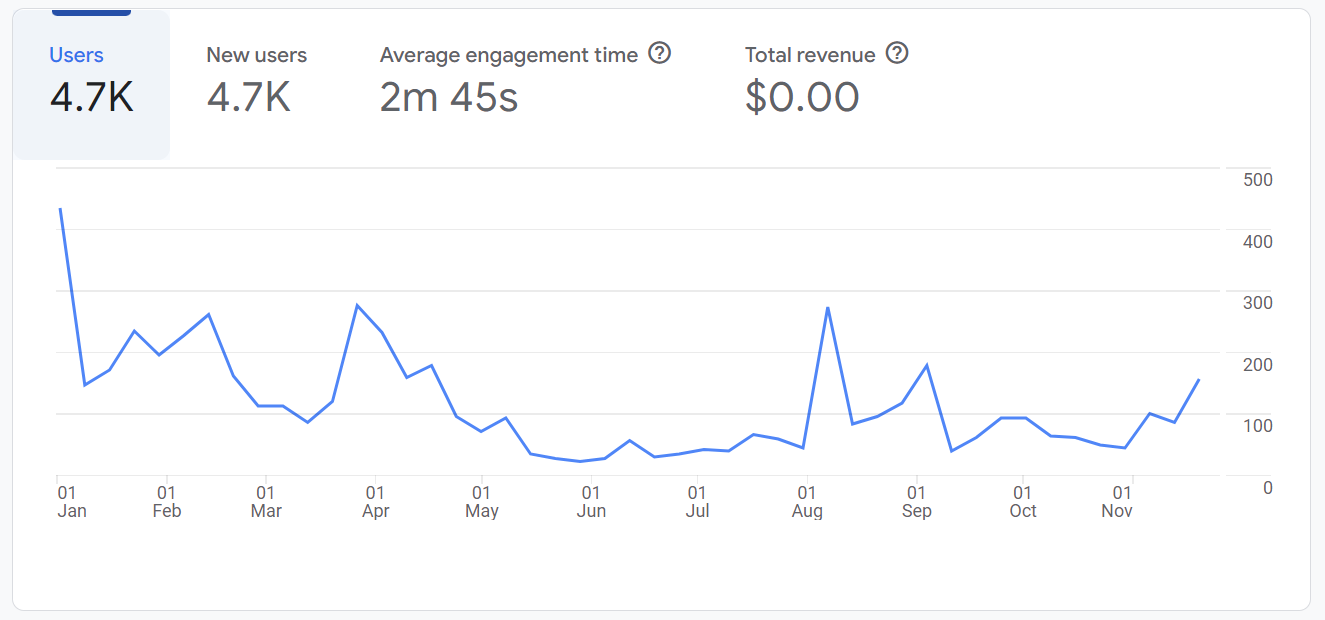 Users
4.7K
New users
4.7K
Average engagement time ?
2m 45s
Total revenue ?
$0.00
500
400
300
200
100
0
01 Jan
01 Feb
01 Mar
01 Apr
01 May
01 Jun
01 Jul
01 Aug
01 Sep
01 Oct
01 Nov